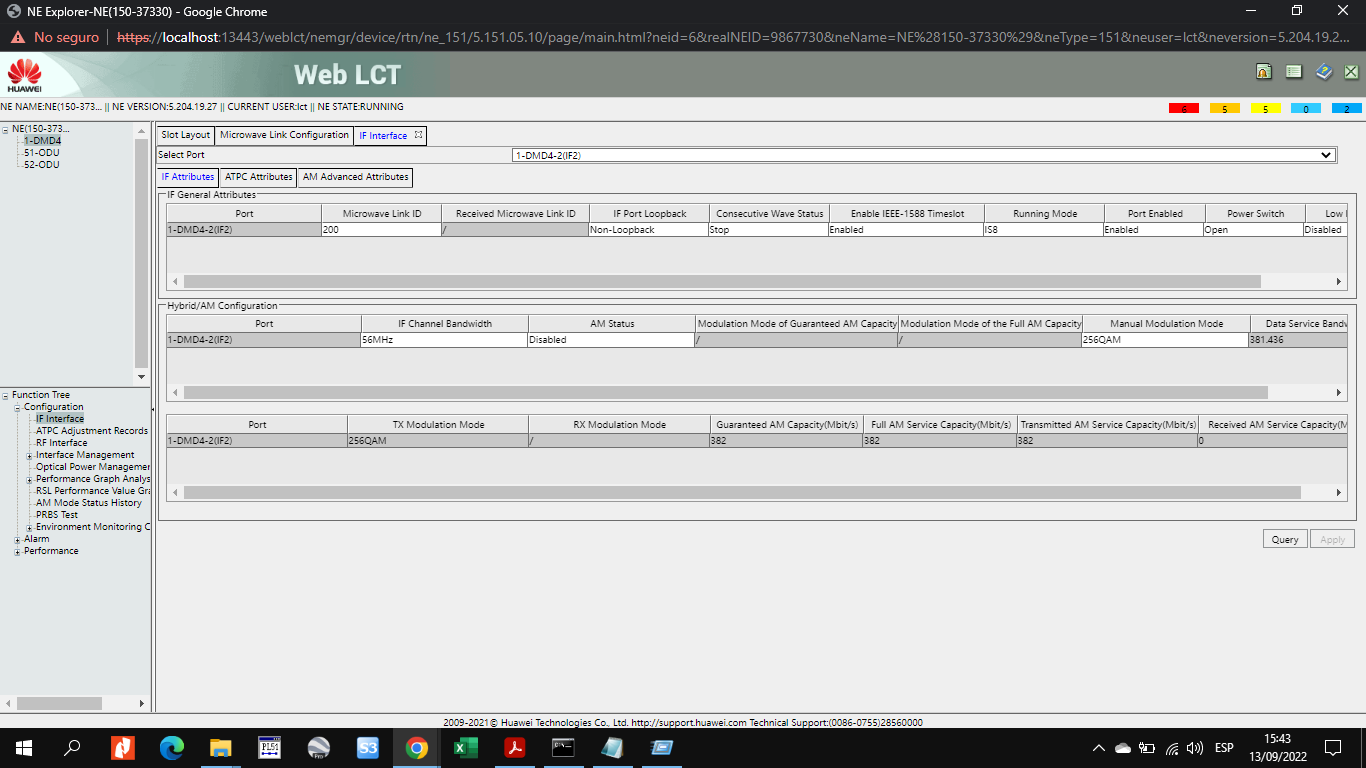 NE Explorer-NE(150-37330) - Google Chrome
No seguro https://localhost:13443/weblct/nemgr/device/rtn/ne_151/5.151.05.10/page/main.html?neid=6&realNEID=9867730&neName=NE%28150-37330%29&neType=151&neuser=lct&neversion=5.204.19.2...
HUAWEI Web LCT
NE NAME:NE(150-373... || NE VERSION:5.204.19.27 || CURRENT USER:lct || NE STATE:RUNNING 6 5 5 0 2
NE(150-373...
1-DMD4
51-ODU
52-ODU
Slot Layout Microwave Link Configuration IF Interface
Select Port 1-DMD4-2(IF2)
IF Attributes ATPC Attributes AM Advanced Attributes
IF General Attributes
Port Microwave Link ID Received Microwave Link ID IF Port Loopback Consecutive Wave Status Enable IEEE-1588 Timeslot Running Mode Port Enabled Power Switch Low
1-DMD4-2(IF2) 200 / Non-Loopback Stop Enabled IS8 Enabled Open Disabled
Hybrid/AM Configuration
Port IF Channel Bandwidth AM Status Modulation Mode of Guaranteed AM Capacity Modulation Mode of the Full AM Capacity Manual Modulation Mode Data Service Bandw
1-DMD4-2(IF2) 56MHz Disabled / / 256QAM 381.436
Port TX Modulation Mode RX Modulation Mode Guaranteed AM Capacity(Mbit/s) Full AM Service Capacity(Mbit/s) Transmitted AM Service Capacity(Mbit/s) Received AM Service Capacity(M
1-DMD4-2(IF2) 256QAM / 382 382 382 0
Query Apply
Function Tree
Configuration
IF Interface
ATPC Adjustment Records
RF Interface
Interface Management
Optical Power Managemer
Performance Graph Analys
RSL Performance Value Gra
AM Mode Status History
PRBS Test
Environment Monitoring C
Alarm
Performance
2009-2021© Huawei Technologies Co., Ltd. http://support.huawei.com Technical Support:(0086-0755)28560000
PL51 Pro S3 ESP 15:43
13/09/2022